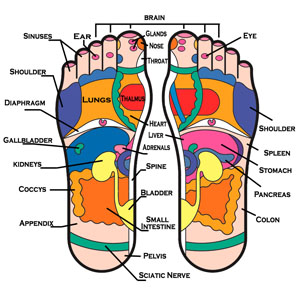 BRAIN
SINUSES
EAR
GLANDS
NOSE
THROAT
EYE
SHOULDER
DIAPHRAGM
LUNGS
THALMUS
HEART
LIVER
SHOULDER
GALLBLADDER
ADRENALS
SPLEEN
KIDNEYS
SPINE
STOMACH
COCCYS
BLADDER
PANCREAS
APPENDIX
SMALL
INTESTINE
COLON
PELVIS
SCIATIC NERVE